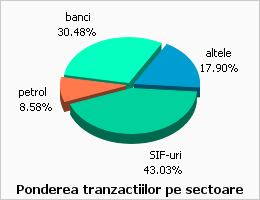 banci
30.48%
altele
17.90%
petrol
8.58%
SIF-uri
43.03%
Ponderea tranzactiilor pe sectoare